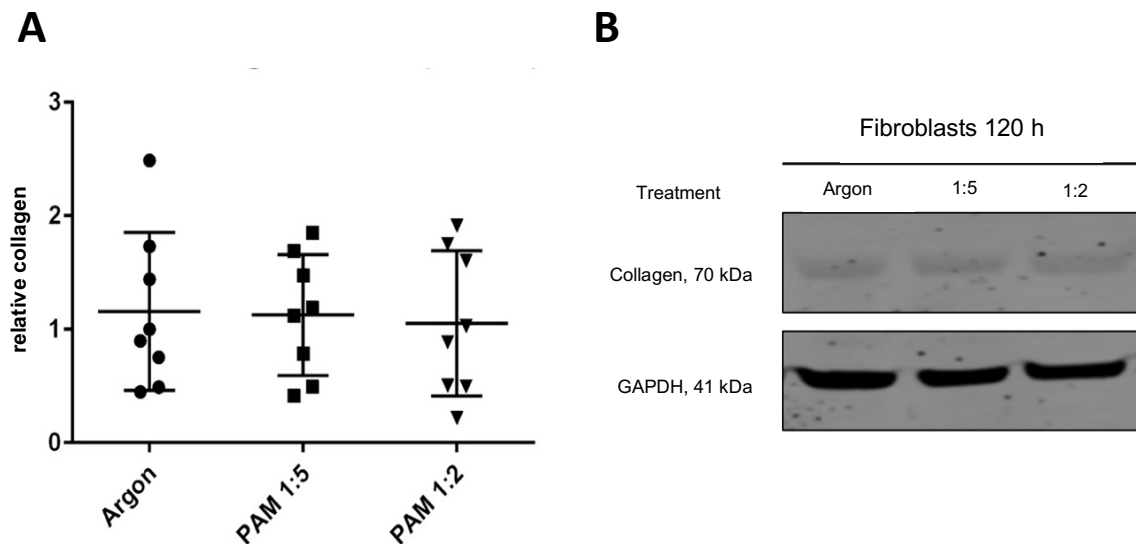 A
3
2
1
0
relative collagen
Argon
PAM 1:5
PAM 1:2
B
Fibroblasts 120 h
Treatment Argon 1:5 1:2
Collagen, 70 kDa
GAPDH, 41 kDa